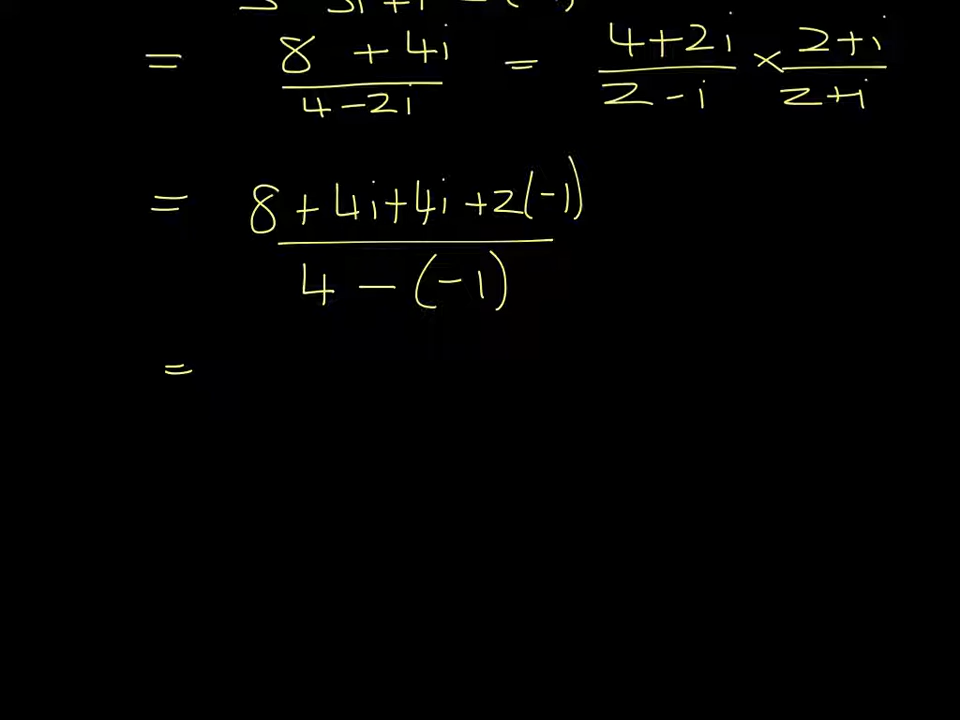 = 8 + 4i / 4 - 2i = 4+2i / 2-i × 2+i / 2+i
= 8 + 4i + 4i + 2(-1) / 4 - (-1)
=